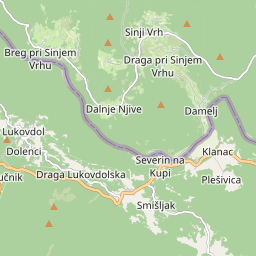 Sinji Vrh
Breg pri Sinjem
Vrhu
Draga pri Sinjem
Vrhu
Dalnje Njive
Damelj
Lukovdol
Dolenci
Severin na
Kupi
Klanac
učnik
Draga Lukovdolska
Plešivica
Smišljak